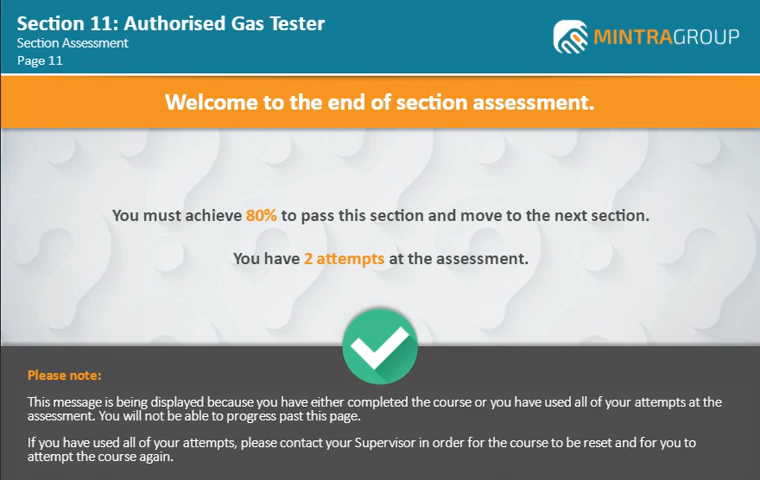 Section 11: Authorised Gas Tester
Section Assessment
Page 11
MINTRAGROUP
Welcome to the end of section assessment.
You must achieve 80% to pass this section and move to the next section.
You have 2 attempts at the assessment.
Please note:
This message is being displayed because you have either completed the course or you have used all of your attempts at the
assessment. You will not be able to progress past this page.
If you have used all of your attempts, please contact your Supervisor in order for the course to be reset and for you to
attempt the course again.